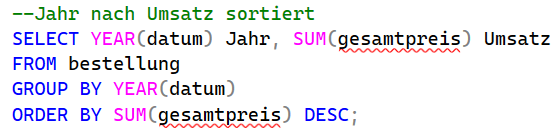 --Jahr nach Umsatz sortiert
SELECT YEAR(datum) Jahr, SUM(gesamtpreis) Umsatz
FROM bestellung
GROUP BY YEAR(datum)
ORDER BY SUM(gesamtpreis) DESC;